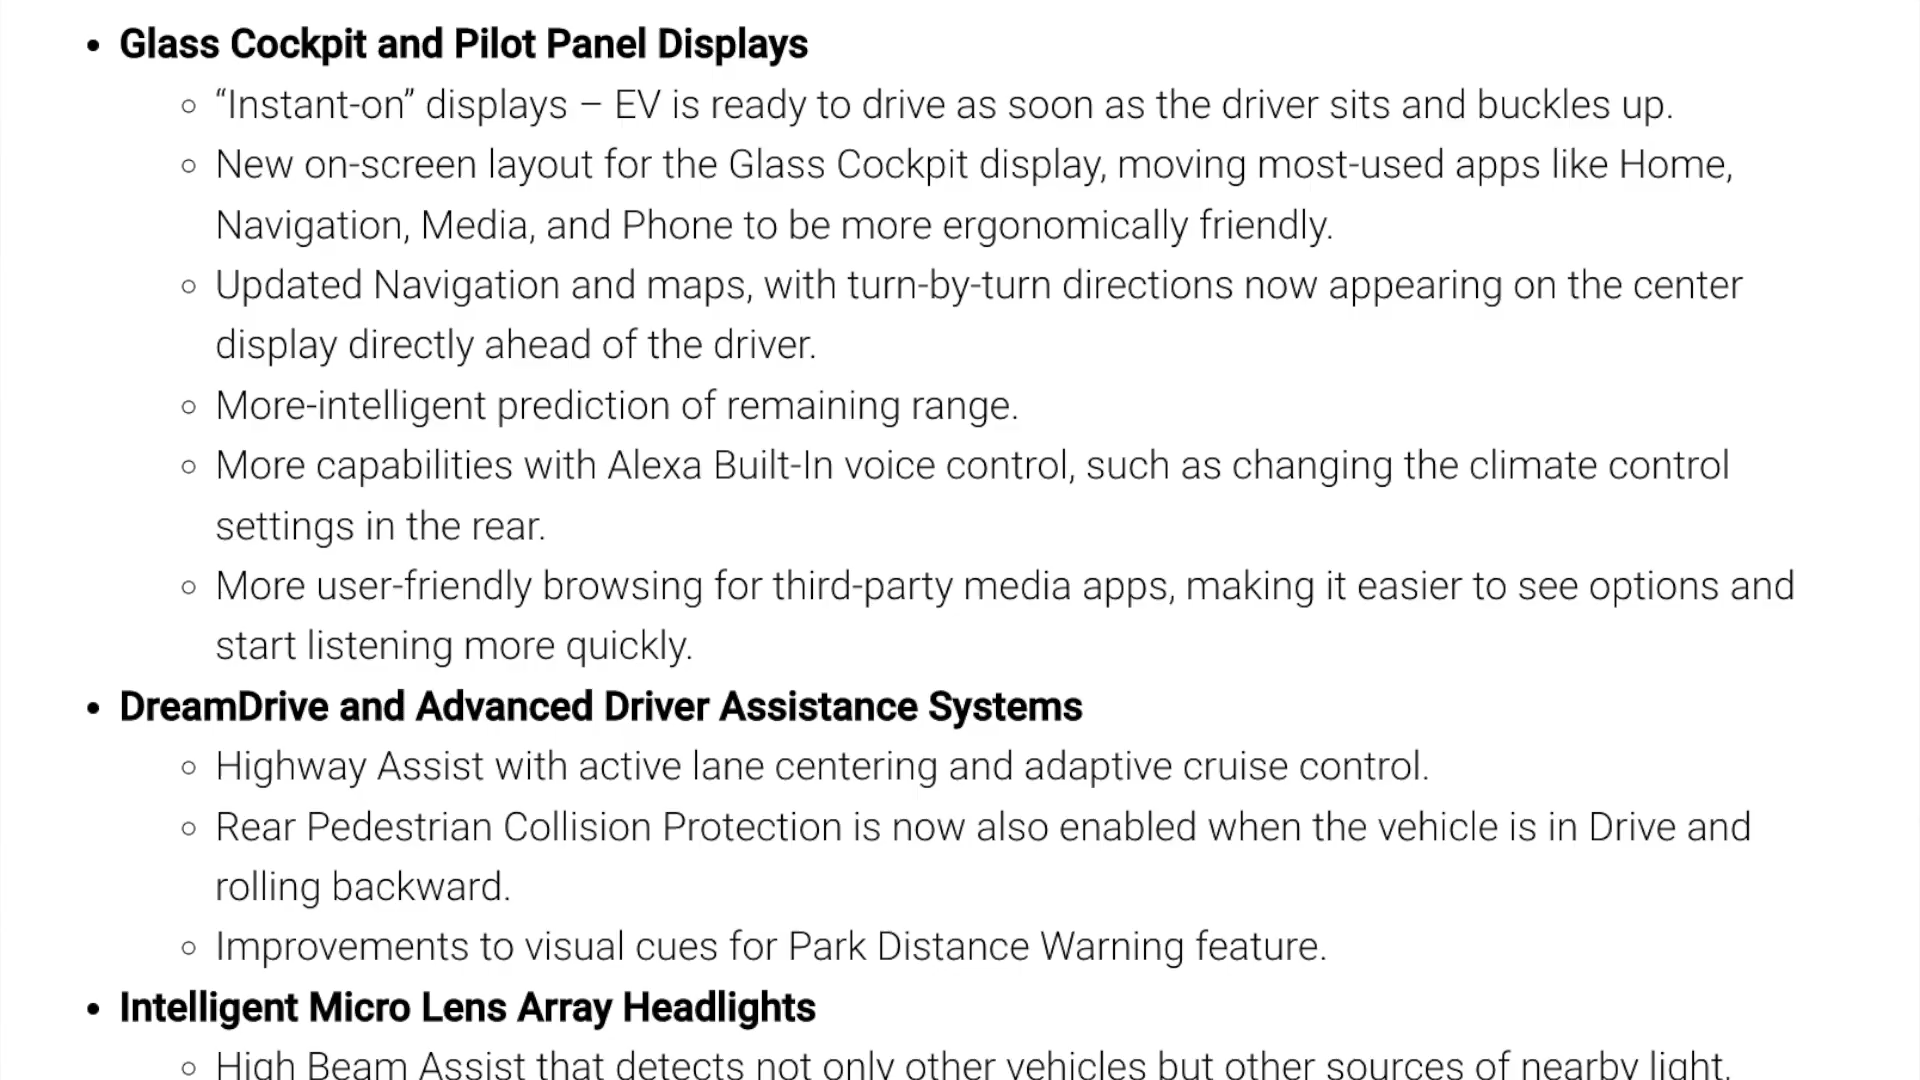 • Glass Cockpit and Pilot Panel Displays
○ “Instant-on” displays – EV is ready to drive as soon as the driver sits and buckles up.
○ New on-screen layout for the Glass Cockpit display, moving most-used apps like Home,
Navigation, Media, and Phone to be more ergonomically friendly.
○ Updated Navigation and maps, with turn-by-turn directions now appearing on the center
display directly ahead of the driver.
○ More-intelligent prediction of remaining range.
○ More capabilities with Alexa Built-In voice control, such as changing the climate control
settings in the rear.
○ More user-friendly browsing for third-party media apps, making it easier to see options and
start listening more quickly.
• DreamDrive and Advanced Driver Assistance Systems
○ Highway Assist with active lane centering and adaptive cruise control.
○ Rear Pedestrian Collision Protection is now also enabled when the vehicle is in Drive and
rolling backward.
○ Improvements to visual cues for Park Distance Warning feature.
• Intelligent Micro Lens Array Headlights
○ High Beam Assist that detects not only other vehicles but other sources of nearby light,